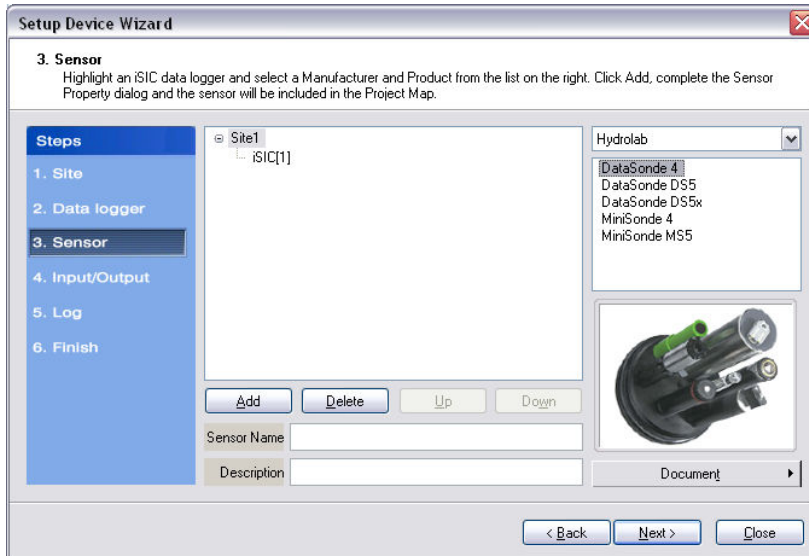 Setup Device Wizard
3. Sensor
Highlight an iSIC data logger and select a Manufacturer and Product from the list on the right. Click Add, complete the Sensor
Property dialog and the sensor will be included in the Project Map.
Steps
1. Site
2. Data logger
3. Sensor
4. Input/Output
5. Log
6. Finish
Site1
iSIC[1]
Hydrolab
DataSonde 4
DataSonde DS5
DataSonde DS5x
MiniSonde 4
MiniSonde MS5
Add Delete Up Down
Sensor Name
Description
Document
< Back Next > Close